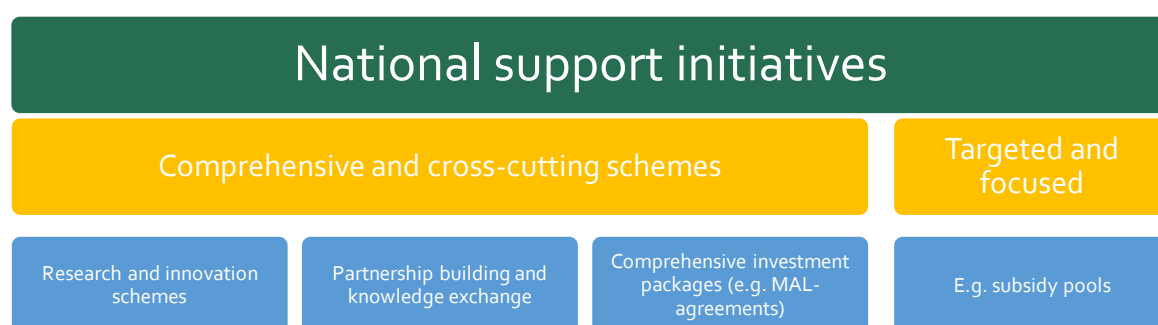 National support initiatives
Comprehensive and cross-cutting schemes
Targeted and
focused
Research and innovation
schemes
Partnership building and
knowledge exchange
Comprehensive investment
packages (e.g. MAL-
agreements)
E.g. subsidy pools